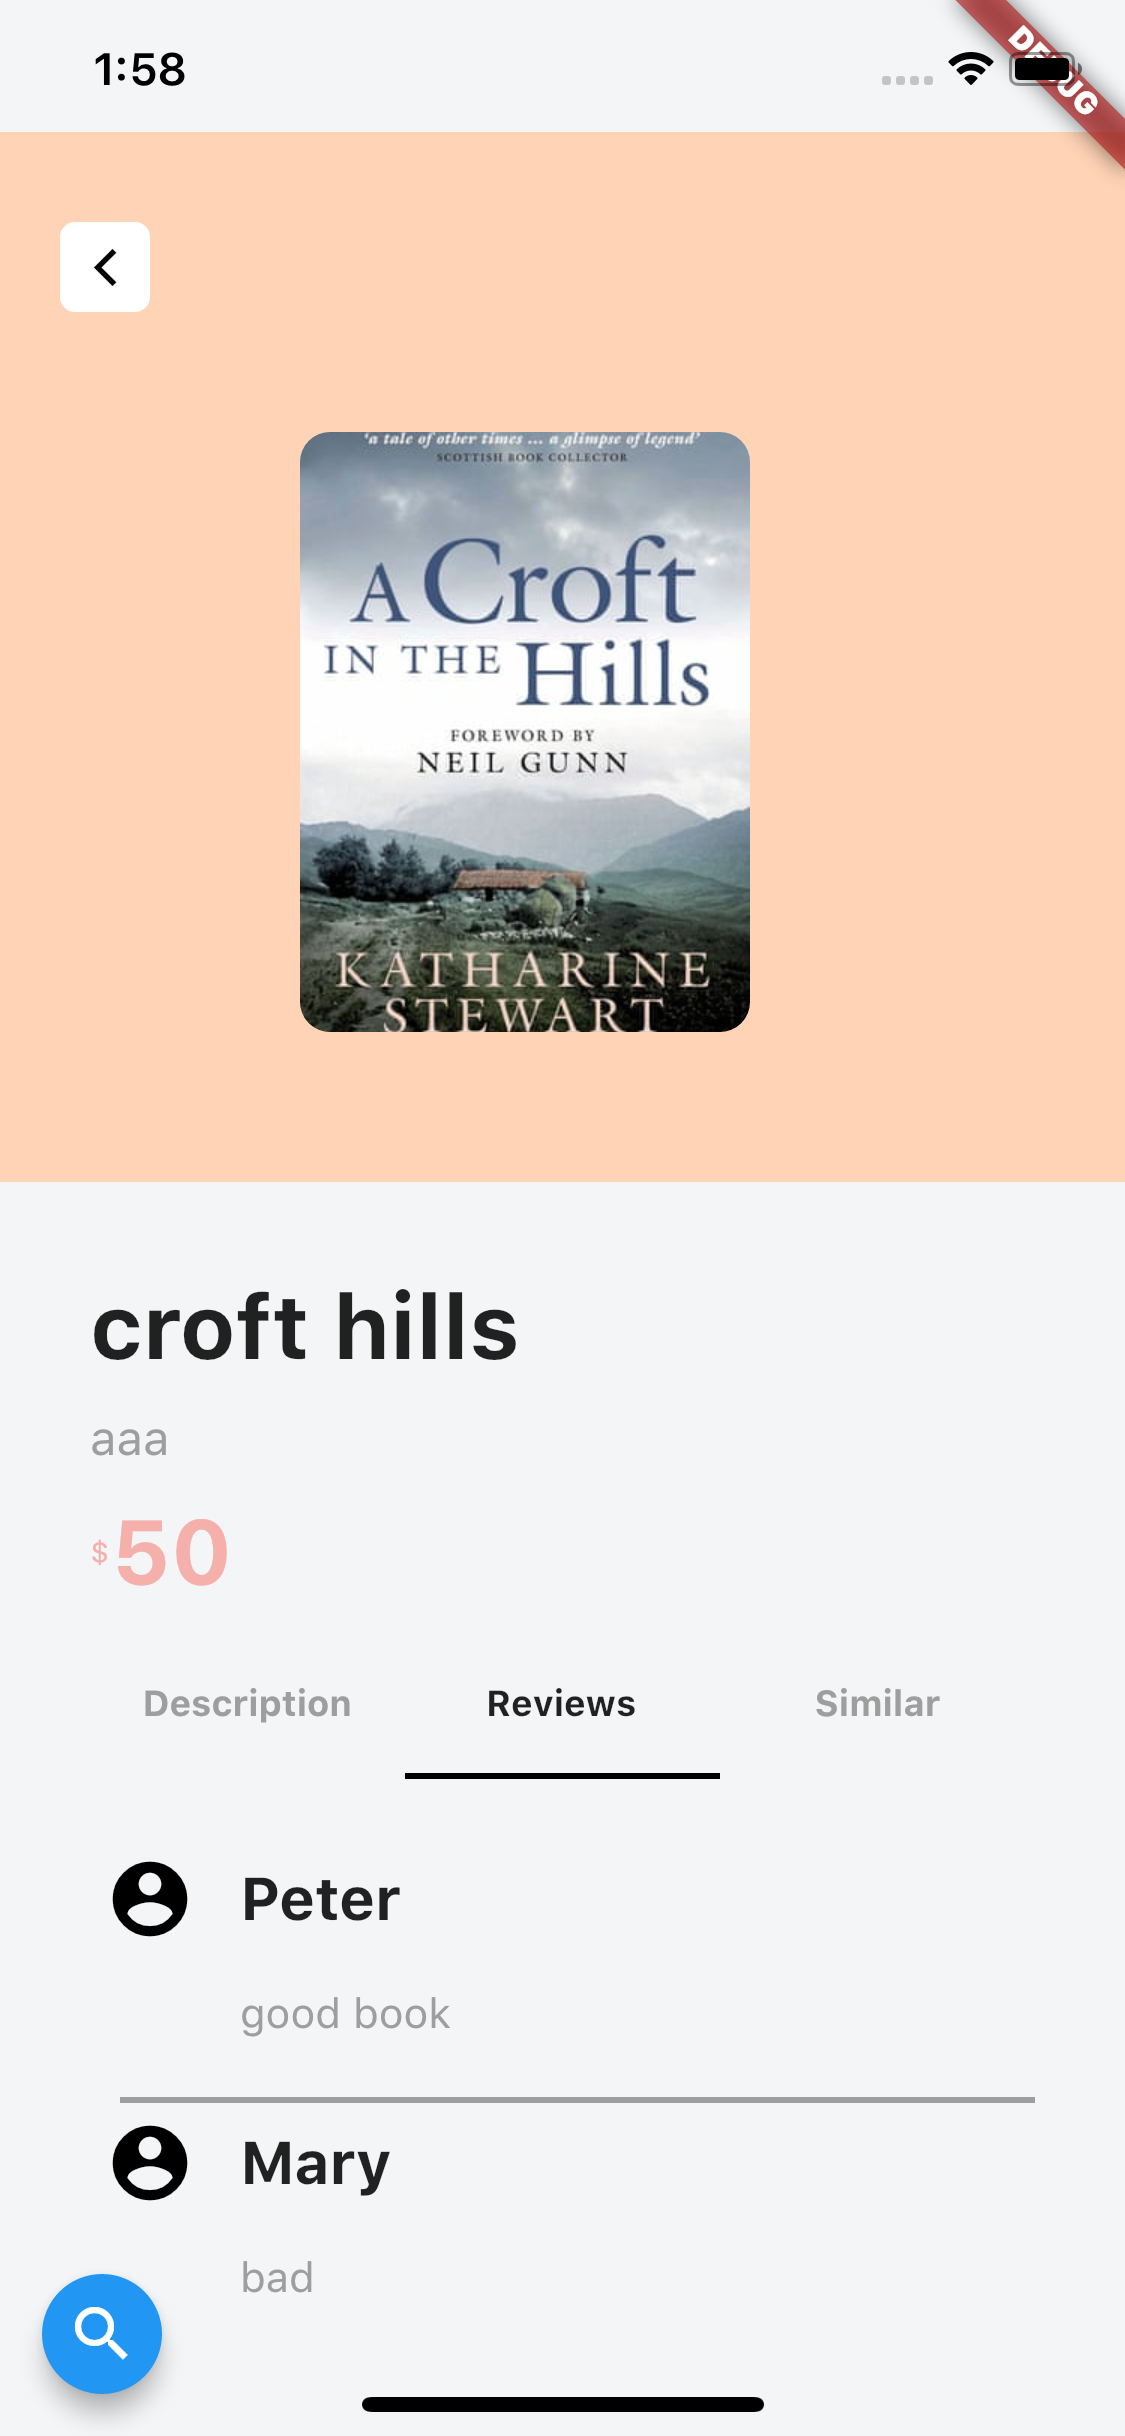 1:58
DEBUG
‘a tale of other times ... a glimpse of legend’
SCOTTISH BOOK COLLECTOR
A Croft
IN THE Hills
FOREWORD BY
NEIL GUNN
KATHARINE
STEWART
croft hills
aaa
$50
Description Reviews Similar
Peter
good book
Mary
bad